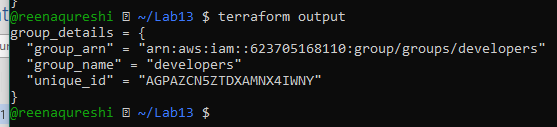 @reenaqureshi ~/Lab13 $ terraform output
group_details = {
  "group_arn" = "arn:aws:iam::623705168110:group/groups/developers"
  "group_name" = "developers"
  "unique_id" = "AGPAZCN5ZTDXAMNX4IWNY"
}
@reenaqureshi ~/Lab13 $